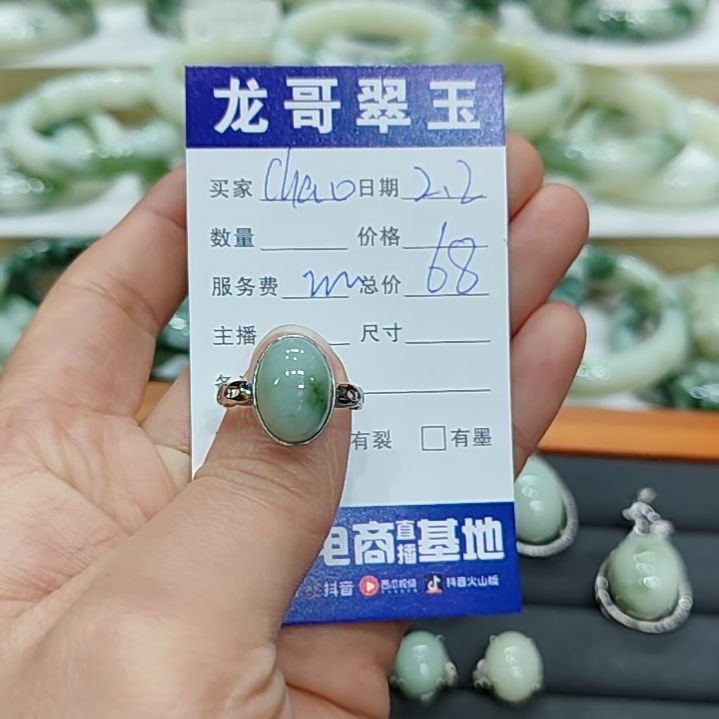 龙哥翠玉
买家 Chao 日期 2.2
数量 价格
服务费 总价 68
主播 尺寸
有裂 有墨
电商直播基地
抖音 西瓜视频 抖音火山版